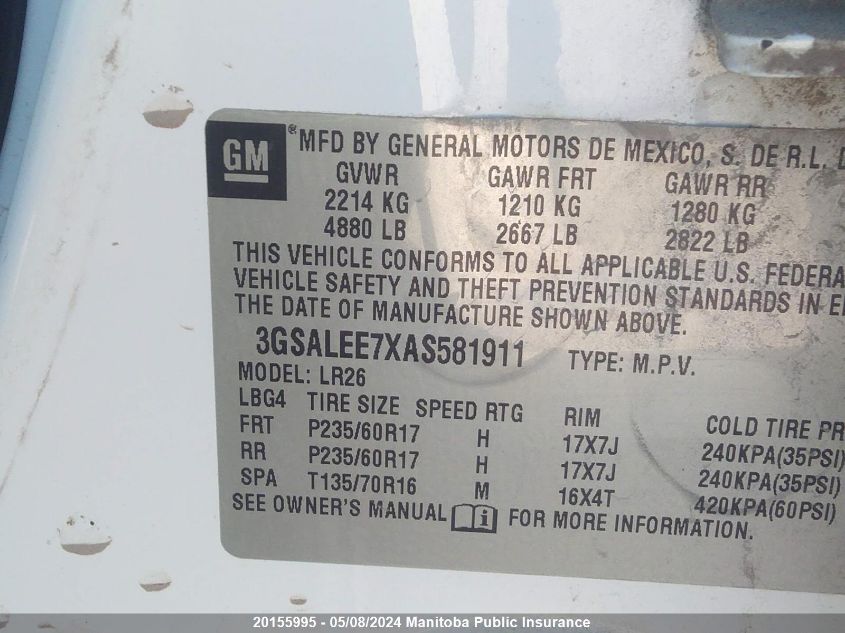 GM ® MFD BY GENERAL MOTORS DE MEXICO, S. DE R.L.
GVWR GAWR FRT GAWR RR
2214 KG 1210 KG 1280 KG
4880 LB 2667 LB 2822 LB
THIS VEHICLE CONFORMS TO ALL APPLICABLE U.S. FEDERA
VEHICLE SAFETY AND THEFT PREVENTION STANDARDS IN E
THE DATE OF MANUFACTURE SHOWN ABOVE.
3GSALEE7XAS581911 TYPE: M.P.V.
MODEL: LR26
LBG4 TIRE SIZE SPEED RTG RIM COLD TIRE PR
FRT P235/60R17 H 17X7J 240KPA(35PSI)
RR P235/60R17 H 17X7J 240KPA(35PSI)
SPA T135/70R16 M 16X4T 420KPA(60PSI)
SEE OWNER'S MANUAL i FOR MORE INFORMATION.
20155995 - 05/08/2024 Manitoba Public Insurance